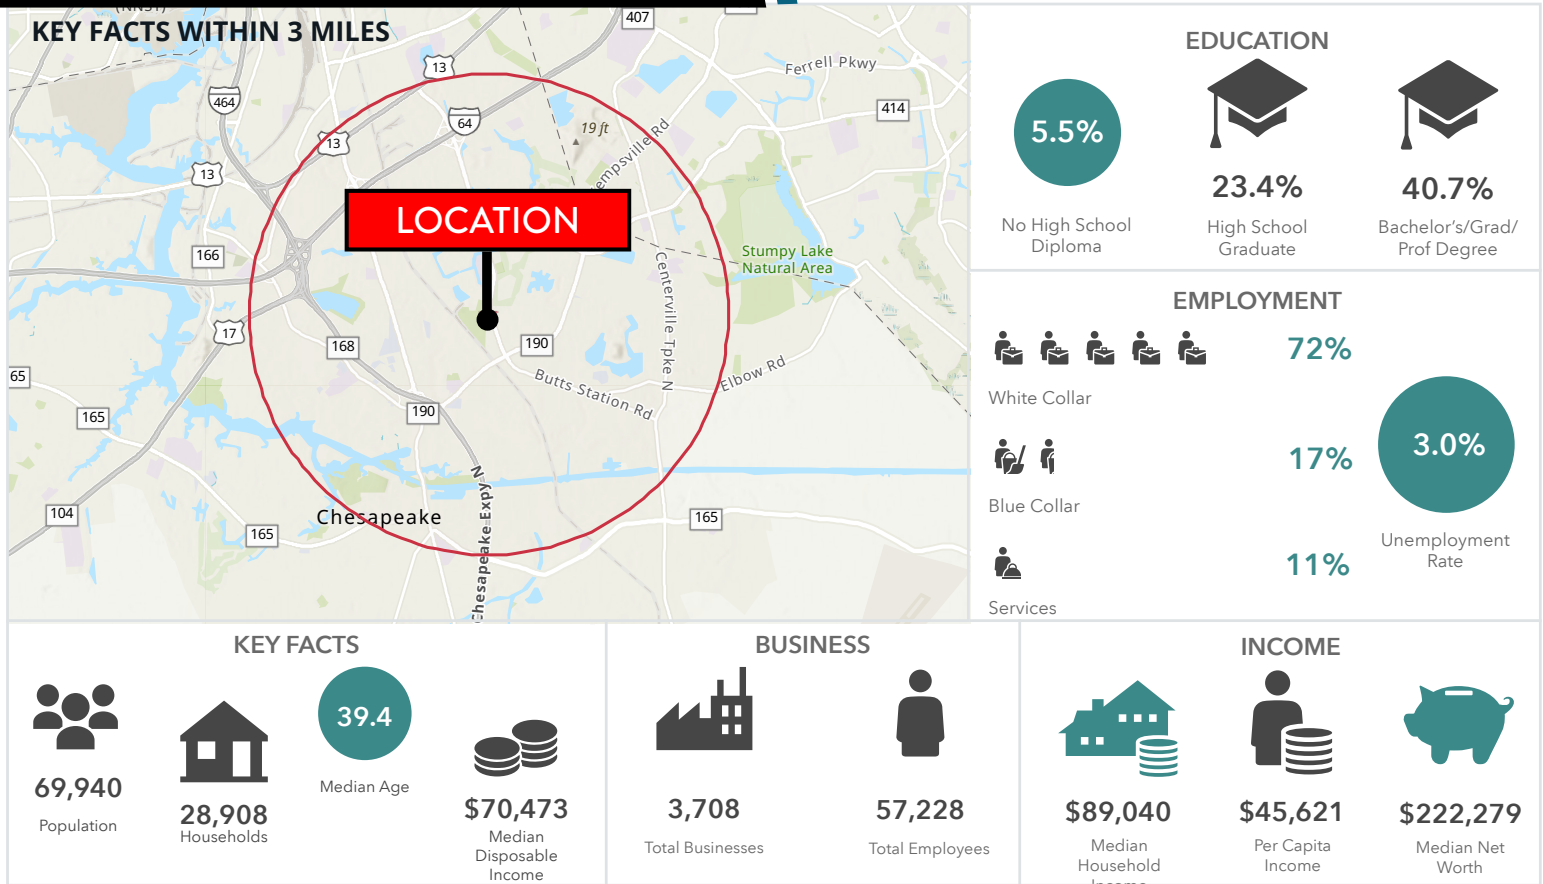 (NNST)
KEY FACTS WITHIN 3 MILES
407
13
Ferrell Pkwy
464
414
64
19 ft
13
empsville Rd
13
LOCATION
166
Stumpy Lake
Natural Area
Centerville Tpke N
17
168
190
65
Elbow Rd
Butts Station Rd
165
190
Chesapeake Expy N
104
Chesapeake
165
165
EDUCATION
5.5%
No High School
Diploma
23.4%
High School
Graduate
40.7%
Bachelor's/Grad/
Prof Degree
EMPLOYMENT
72%
White Collar
17%
Blue Collar
11%
Services
3.0%
Unemployment
Rate
KEY FACTS
69,940
Population
28,908
Households
39.4
Median Age
$70,473
Median
Disposable
Income
BUSINESS
3,708
Total Businesses
57,228
Total Employees
INCOME
$89,040
Median
Household
Income
$45,621
Per Capita
Income
$222,279
Median Net
Worth